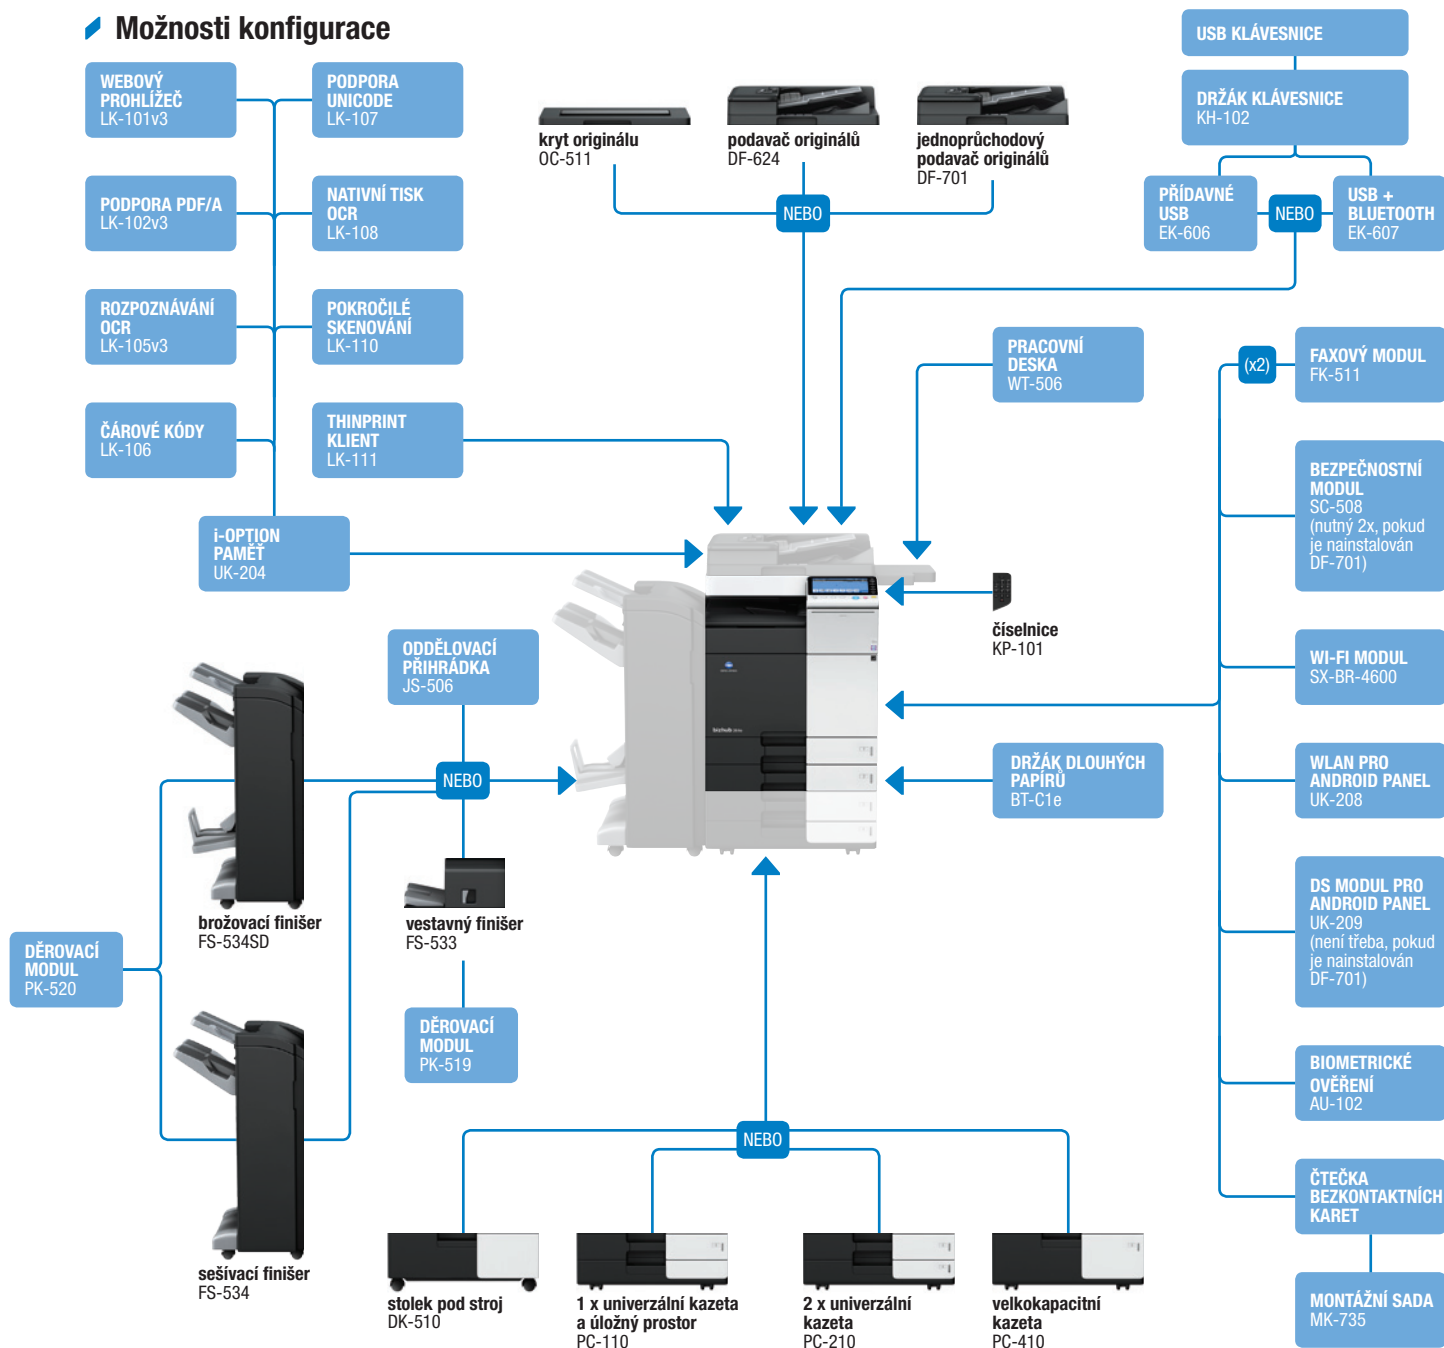 Možnosti konfigurace
WEBOVÝ
PROHLÍŽEČ
LK-101v3
PODPORA
UNICODE
LK-107
PODPORA PDF/A
LK-102v3
NATIVNÍ TISK
OCR
LK-108
ROZPOZNÁVÁNÍ
OCR
LK-105v3
POKROČILÉ
SKENOVÁNÍ
LK-110
ČÁROVÉ KÓDY
LK-106
THINPRINT
KLIENT
LK-111
i-OPTION
PAMĚŤ
UK-204
kryt originálu
OC-511
podavač originálů
DF-624
jednoprůchodový
podavač originálů
DF-701
NEBO
USB KLÁVESNICE
DRŽÁK KLÁVESNICE
KH-102
PŘÍDAVNÉ
USB
EK-606
NEBO
USB +
BLUETOOTH
EK-607
PRACOVNÍ
DESKA
WT-506
(x2)
FAXOVÝ MODUL
FK-511
BEZPEČNOSTNÍ
MODUL
SC-508
(nutný 2x, pokud
je nainstalován
DF-701)
číselnice
KP-101
WI-FI MODUL
SX-BR-4600
DRŽÁK DLOUHÝCH
PAPÍRŮ
BT-C1e
WLAN PRO
ANDROID PANEL
UK-208
DS MODUL PRO
ANDROID PANEL
UK-209
(není třeba, pokud
je nainstalován
DF-701)
BIOMETRICKÉ
OVĚŘENÍ
AU-102
ČTEČKA
BEZKONTAKTNÍCH
KARET
MONTÁŽNÍ SADA
MK-735
ODDĚLOVACÍ
PŘIHRÁDKA
JS-506
NEBO
bizhub
brožovací finišer
FS-534SD
vestavný finišer
FS-533
DĚROVACÍ
MODUL
PK-520
DĚROVACÍ
MODUL
PK-519
sešívací finišer
FS-534
NEBO
stolek pod stroj
DK-510
1 x univerzální kazeta
a úložný prostor
PC-110
2 x univerzální
kazeta
PC-210
velkokapacitní
kazeta
PC-410